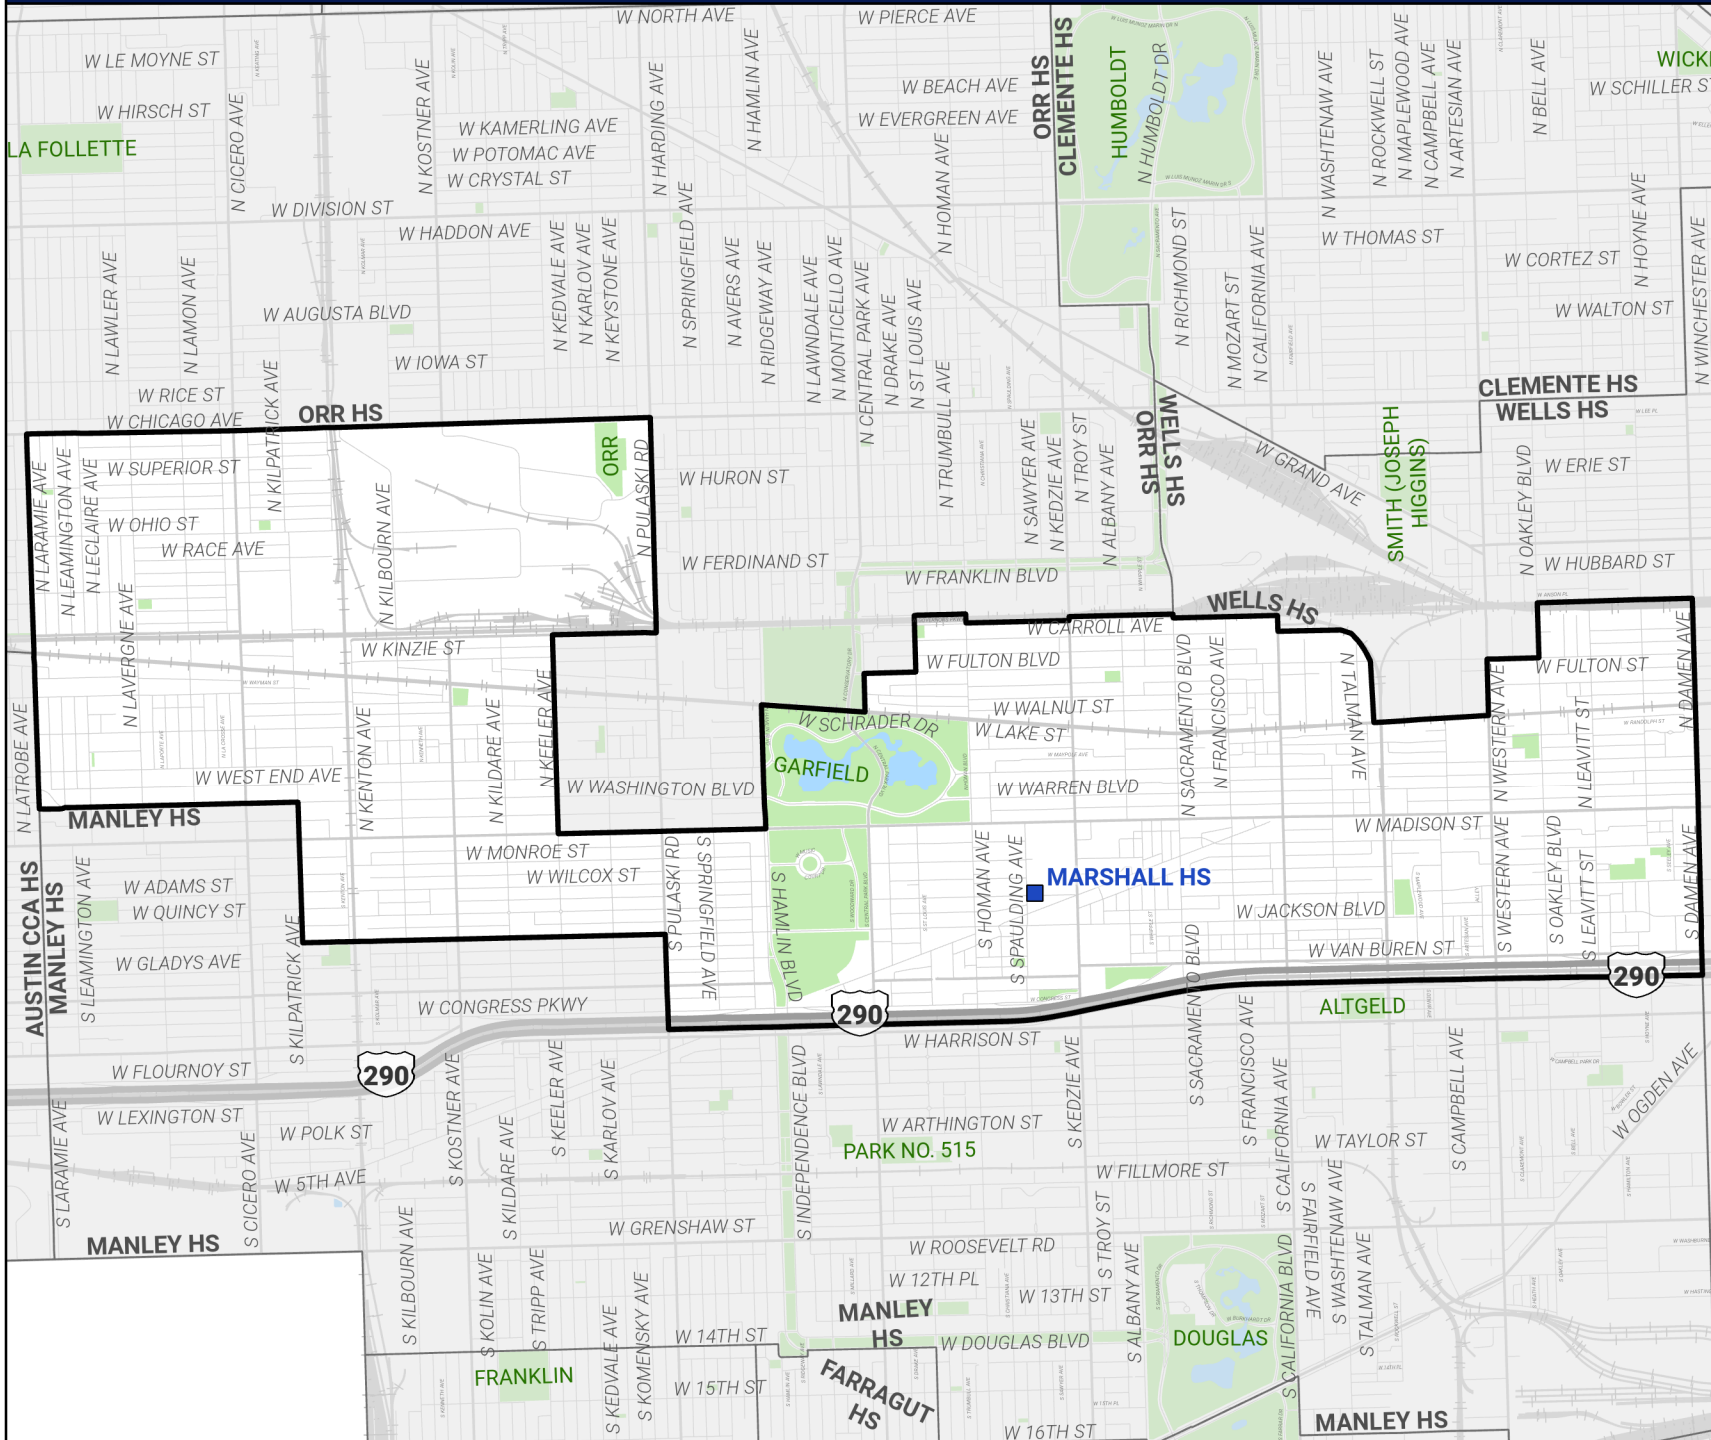 W NORTH AVE
W PIERCE AVE
W LE MOYNE ST
W BEACH AVE
W HIRSCH ST
W EVERGREEN AVE
W SCHILLER ST
LA FOLLETTE
W KAMERLING AVE
W POTOMAC AVE
W CRYSTAL ST
N CICERO AVE
N KOSTNER AVE
N HARDING AVE
N HAMLIN AVE
ORR HS
CLEMENTE HS
HUMBOLDT
N HUMBOLDT DR
N WASHTENAW AVE
N ROCKWELL ST
N MAPLEWOOD AVE
N CAMPBELL AVE
N ARTESIAN AVE
N BELL AVE
W DIVISION ST
W HADDON AVE
W THOMAS ST
W CORTEZ ST
W WALTON ST
N HOYNE AVE
N WINCHESTER AVE
N LAWLER AVE
N LAMON AVE
W AUGUSTA BLVD
W IOWA ST
N KEDVALE AVE
N KARLOV AVE
N KEYSTONE AVE
N SPRINGFIELD AVE
N AVERS AVE
N RIDGEWAY AVE
N LAWNDALE AVE
N MONTICELLO AVE
N CENTRAL PARK AVE
N DRAKE AVE
N ST LOUIS AVE
N HOMAN AVE
N TRUMBULL AVE
N RICHMOND ST
N MOZART ST
N CALIFORNIA AVE
W RICE ST
W CHICAGO AVE
ORR HS
CLEMENTE HS
WELLS HS
N KILPATRICK AVE
N LARAMIE AVE
N LEAMINGTON AVE
N LECLAIRE AVE
W SUPERIOR ST
W OHIO ST
W RACE AVE
N KILBOURN AVE
ORR
N PULASKI RD
W HURON ST
W FERDINAND ST
W FRANKLIN BLVD
N SAWYER AVE
N KEDZIE AVE
N TROY ST
N ALBANY AVE
ORR HS
WELLS HS
W GRAND AVE
SMITH (JOSEPH
HIGGINS)
N OAKLEY BLVD
W ERIE ST
W HUBBARD ST
WELLS HS
N LAVERGNE AVE
W KINZIE ST
W CARROLL AVE
W FULTON BLVD
W FULTON ST
W WALNUT ST
W LAKE ST
W SCHRADER DR
GARFIELD
W WARREN BLVD
W WASHINGTON BLVD
W WEST END AVE
N LATROBE AVE
N KENTON AVE
N KILDARE AVE
N KEELER AVE
N SACRAMENTO BLVD
N FRANCISCO AVE
N TALMAN AVE
N WESTERN AVE
N LEAVITT ST
N DAMEN AVE
MANLEY HS
W MADISON ST
W MONROE ST
W WILCOX ST
MARSHALL HS
W ADAMS ST
W QUINCY ST
W GLADYS AVE
AUSTIN CCA HS
MANLEY HS
S LEAMINGTON AVE
S KILPATRICK AVE
S PULASKI RD
S SPRINGFIELD AVE
S HAMLIN BLVD
S HOMAN AVE
S SPAULDING AVE
W JACKSON BLVD
W VAN BUREN ST
S SACRAMENTO BLVD
S WESTERN AVE
S OAKLEY BLVD
S LEAVITT ST
S DAMEN AVE
290
290
290
W CONGRESS PKWY
W HARRISON ST
ALTGELD
W FLOURNOY ST
W LEXINGTON ST
W POLK ST
W 5TH AVE
S LARAMIE AVE
S CICERO AVE
S KOSTNER AVE
S KILDARE AVE
S KEELER AVE
S KARLOV AVE
S INDEPENDENCE BLVD
W ARTHINGTON ST
PARK NO. 515
S KEDZIE AVE
W FILLMORE ST
S SACRAMENTO AVE
S FRANCISCO AVE
S CALIFORNIA AVE
W TAYLOR ST
S CAMPBELL AVE
W OGDEN AVE
S FAIRFIELD AVE
S WASHTENAW AVE
S TALMAN AVE
MANLEY HS
W GRENSHAW ST
W ROOSEVELT RD
W 12TH PL
W 13TH ST
S TROY ST
S ALBANY AVE
S KILBOURN AVE
S KOLIN AVE
S TRIPP AVE
S KEDVALE AVE
S KOMENSKY AVE
W 14TH ST
W 15TH ST
MANLEY
HS
W DOUGLAS BLVD
DOUGLAS
S CALIFORNIA BLVD
FRANKLIN
FARRAGUT
HS
W 16TH ST
MANLEY HS